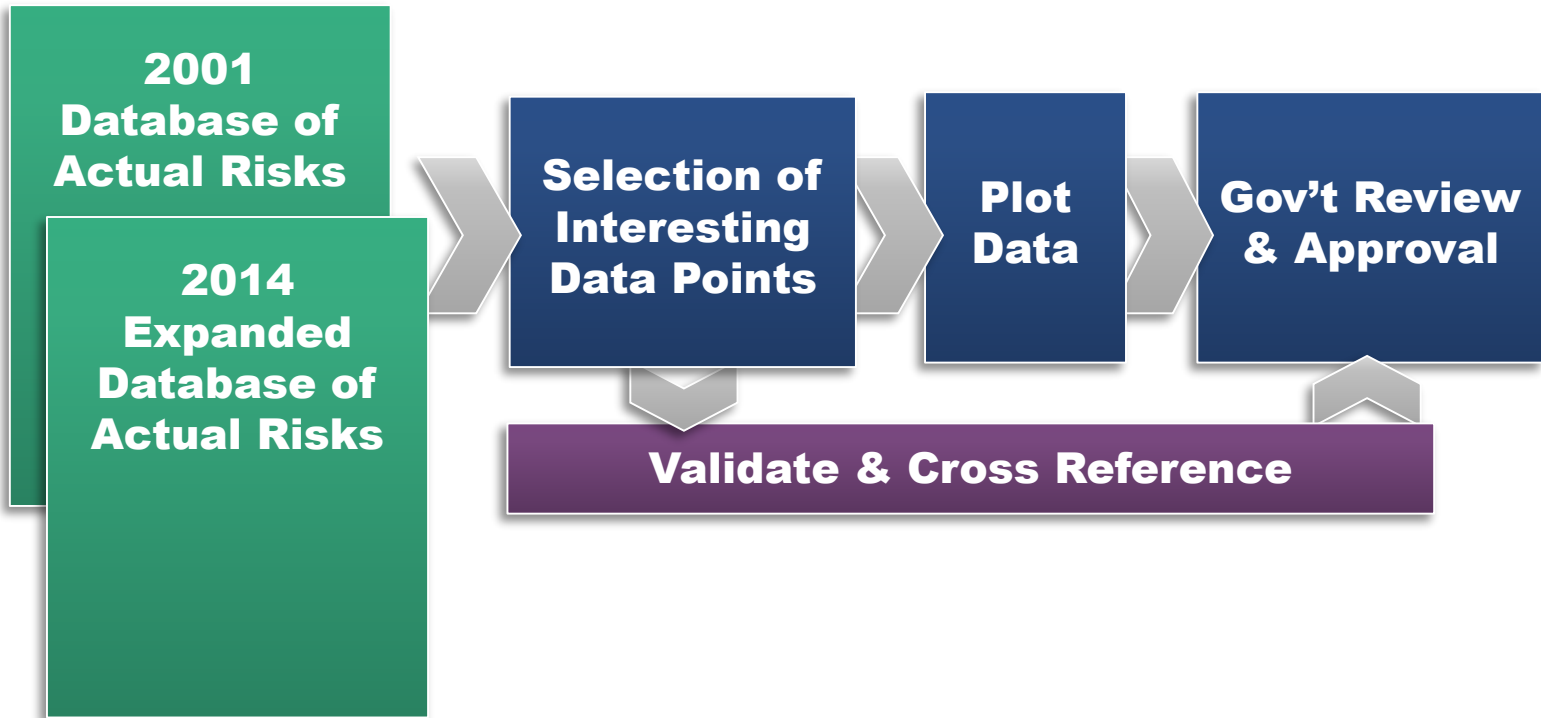 2001
Database of
Actual Risks
2014
Expanded
Database of
Actual Risks
Selection of
Interesting
Data Points
Plot
Data
Gov’t Review
& Approval
Validate & Cross Reference